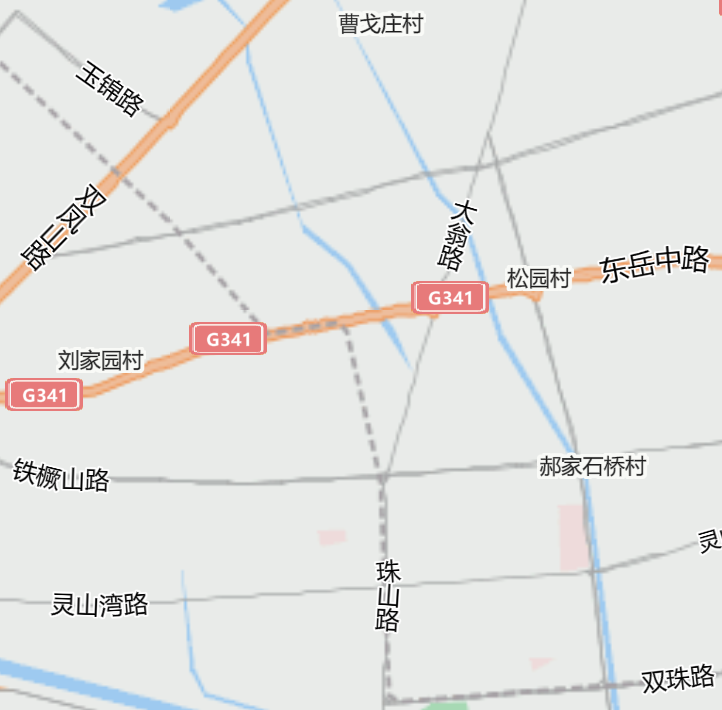 曹戈庄村
玉锦路
双凤山路
大翁路
东岳中路
松园村
G341
G341
刘家园村
G341
铁橛山路
郝家石桥村
灵山湾路
珠山路
双珠路